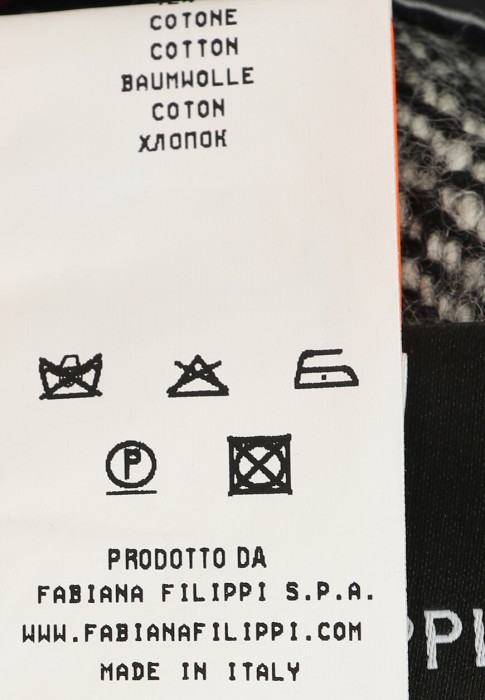 COTONE
COTTON
BAUMWOLLE
COTON
ХЛОПОК
P
PRODOTTO DA
FABIANA FILIPPI S.P.A.
WWW.FABIANAFILIPPI.COM
MADE IN ITALY